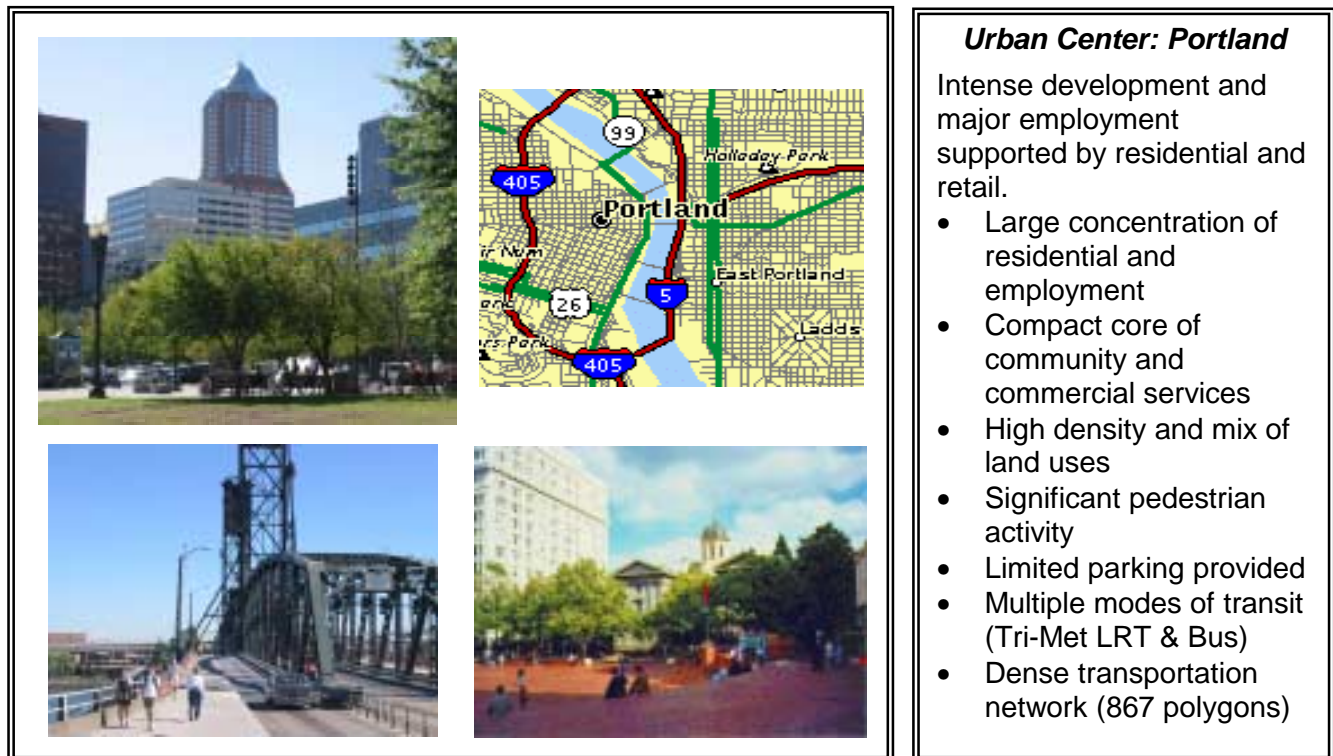 99
Holladay Park
405
Portland
East Portland
26
5
Ladds
405
Urban Center: Portland
Intense development and
major employment
supported by residential and
retail.
• Large concentration of
residential and
employment
• Compact core of
community and
commercial services
• High density and mix of
land uses
• Significant pedestrian
activity
• Limited parking provided
• Multiple modes of transit
(Tri-Met LRT & Bus)
• Dense transportation
network (867 polygons)